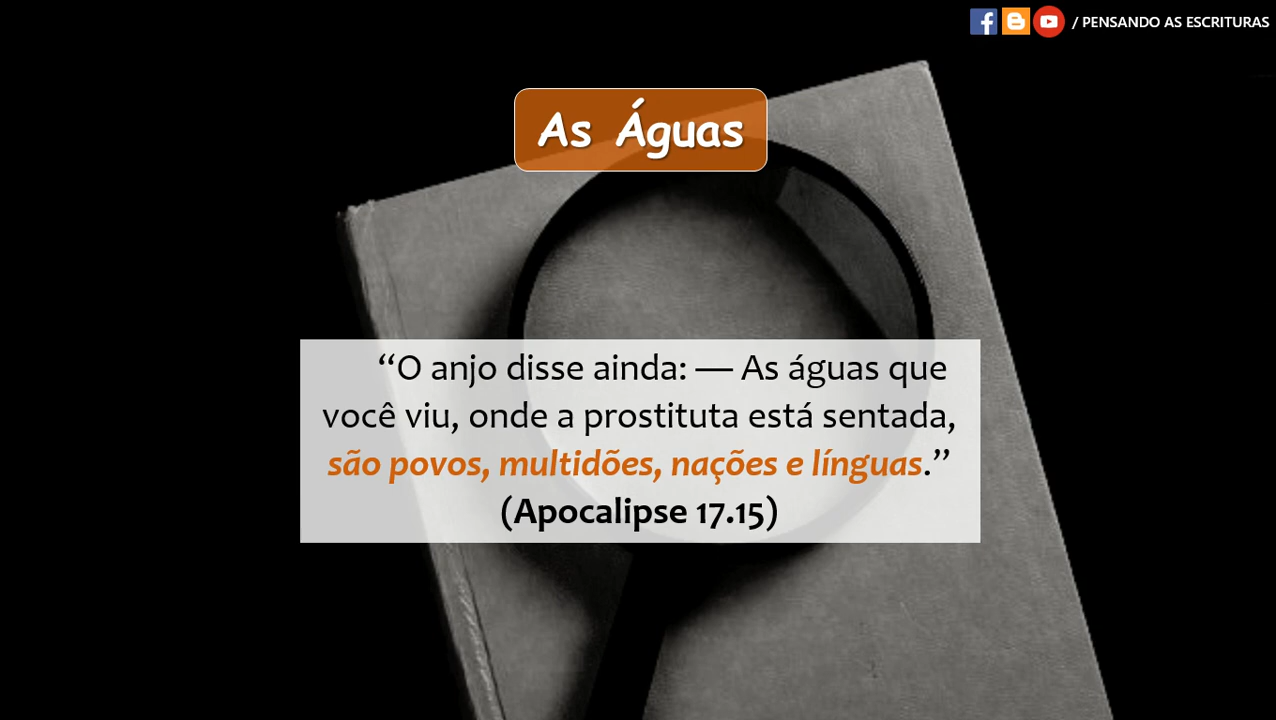 / PENSANDO AS ESCRITURAS
As Águas
“O anjo disse ainda: — As águas que
você viu, onde a prostituta está sentada,
são povos, multidões, nações e línguas.”
(Apocalipse 17.15)